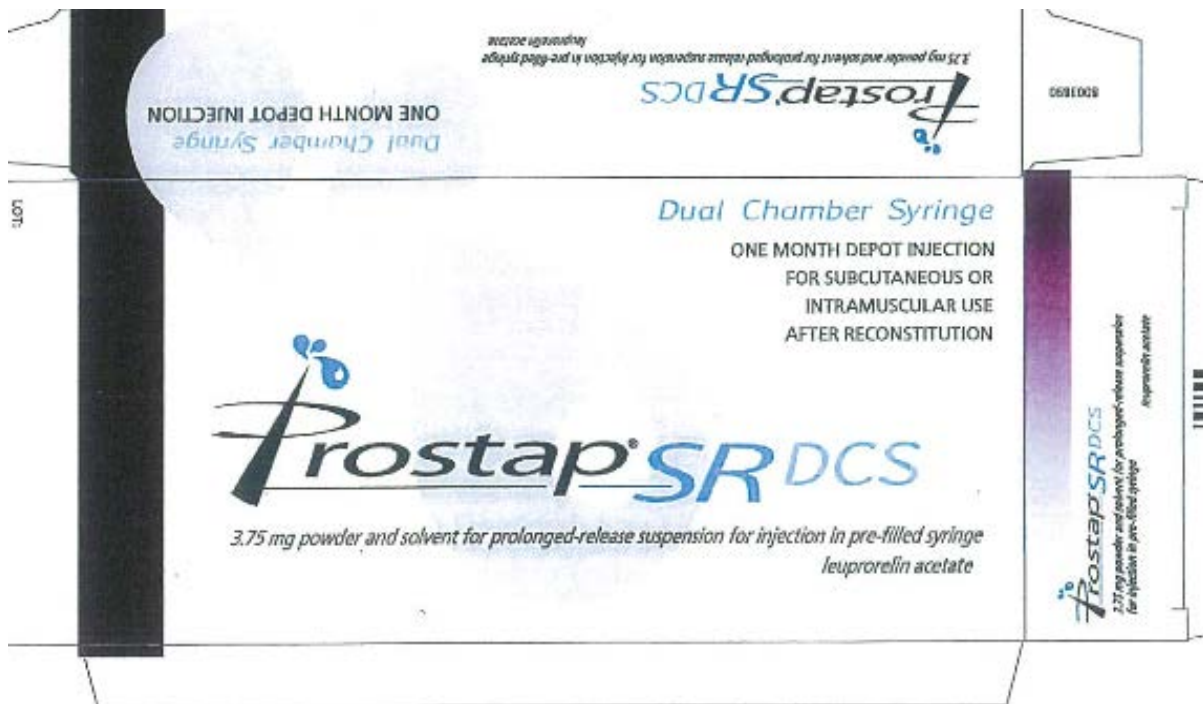 3.75 mg powder and solvent for prolonged release suspension for injection in pre-filled syringe
leuprorelin acetate
Prostap® SR DCS
ONE MONTH DEPOT INJECTION
Dual Chamber Syringe
8003890
LOT:
Dual Chamber Syringe
ONE MONTH DEPOT INJECTION
FOR SUBCUTANEOUS OR
INTRAMUSCULAR USE
AFTER RECONSTITUTION
Prostap® SR DCS
3.75 mg powder and solvent for prolonged-release suspension for injection in pre-filled syringe
leuprorelin acetate
Prostap® SR DCS
3.75 mg powder and solvent for prolonged-release suspension
for injection in pre-filled syringe
leuprorelin acetate